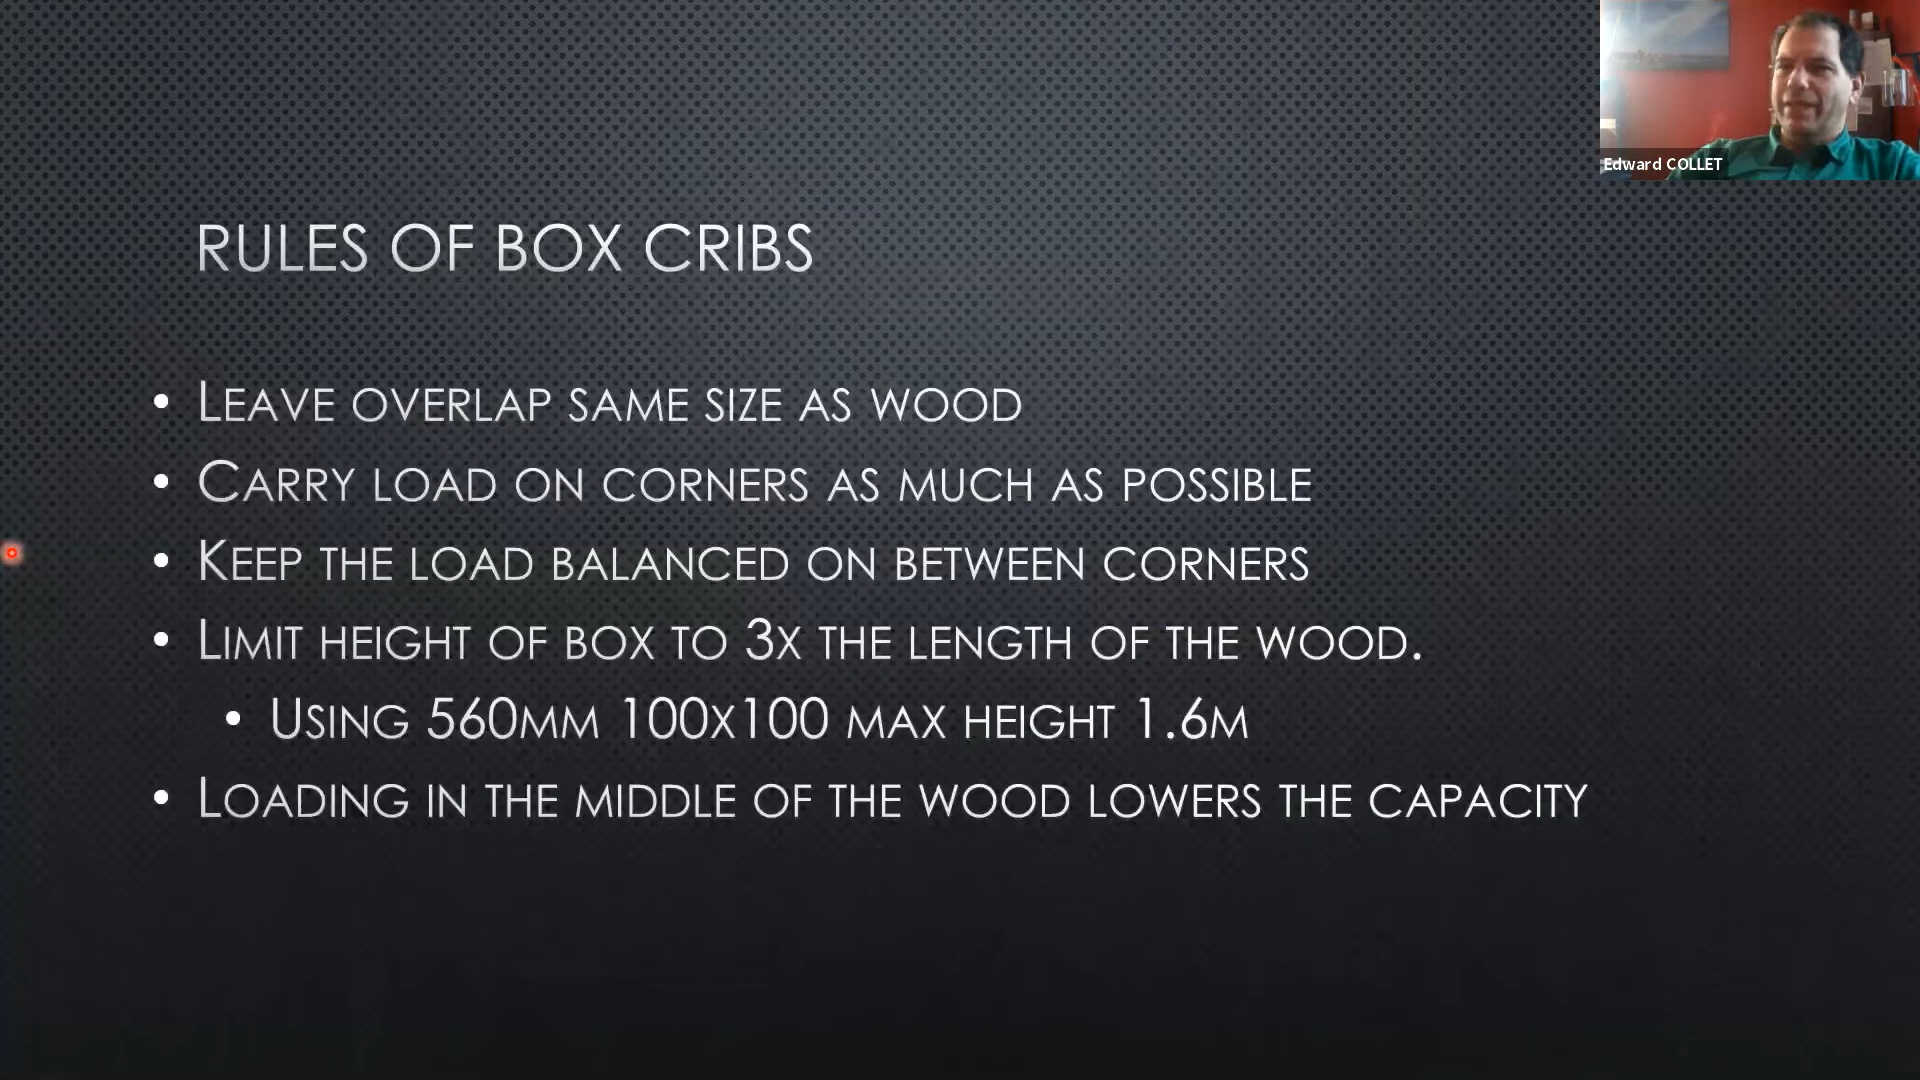 Edward COLLET
RULES OF BOX CRIBS
• LEAVE OVERLAP SAME SIZE AS WOOD
• CARRY LOAD ON CORNERS AS MUCH AS POSSIBLE
• KEEP THE LOAD BALANCED ON BETWEEN CORNERS
• LIMIT HEIGHT OF BOX TO 3X THE LENGTH OF THE WOOD.
• USING 560MM 100X100 MAX HEIGHT 1.6M
• LOADING IN THE MIDDLE OF THE WOOD LOWERS THE CAPACITY